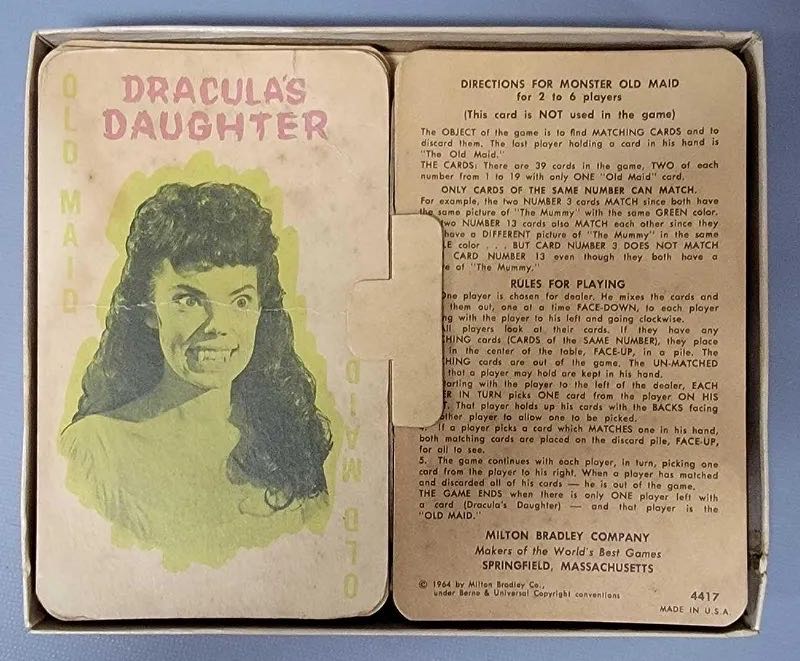 OLD MAID
DRACULA'S
DAUGHTER
OLD MAID
DIRECTIONS FOR MONSTER OLD MAID
for 2 to 6 players
(This card is NOT used in the game)
The OBJECT of the game is to find MATCHING CARDS and to
discard them. The last player holding a card in his hand is
"The Old Maid."
THE CARDS: There are 39 cards in the game, TWO of each
number from 1 to 19 with only ONE "Old Maid" card.
ONLY CARDS OF THE SAME NUMBER CAN MATCH.
For example, the two NUMBER 3 cards MATCH since both have
the same picture of "The Mummy" with the same GREEN color.
two NUMBER 13 cards also MATCH each other since they
have a DIFFERENT picture of "The Mummy" in the same
LE color . . . BUT CARD NUMBER 3 DOES NOT MATCH
CARD NUMBER 13 even though they both have a
e of "The Mummy."
RULES FOR PLAYING
One player is chosen for dealer. He mixes the cards and
them out, one at a time FACE-DOWN, to each player
ng with the player to his left and going clockwise.
All players look at their cards. If they have any
HING CARDS (CARDS of the SAME NUMBER), they place
in the center of the table, FACE-UP, in a pile. The
HING cards are out of the game. The UN-MATCHED
that a player may hold are kept in his hand.
arting with the player to the left of the dealer, EACH
ER IN TURN picks ONE card from the player ON HIS
T. That player holds up his cards with the BACKS facing
other player to allow one to be picked.
4. If a player picks a card which MATCHES one in his hand,
both matching cards are placed on the discard pile, FACE-UP,
for all to see.
5. The game continues with each player, in turn, picking one
card from the player to his right. When a player has matched
and discarded all of his cards — he is out of the game.
THE GAME ENDS when there is only ONE player left with
a card (Dracula's Daughter) — and that player is the
"OLD MAID."
MILTON BRADLEY COMPANY
Makers of the World's Best Games
SPRINGFIELD, MASSACHUSETTS
© 1964 by Milton Bradley Co.,
under Berne & Universal Copyright conventions
4417
MADE IN U.S.A.